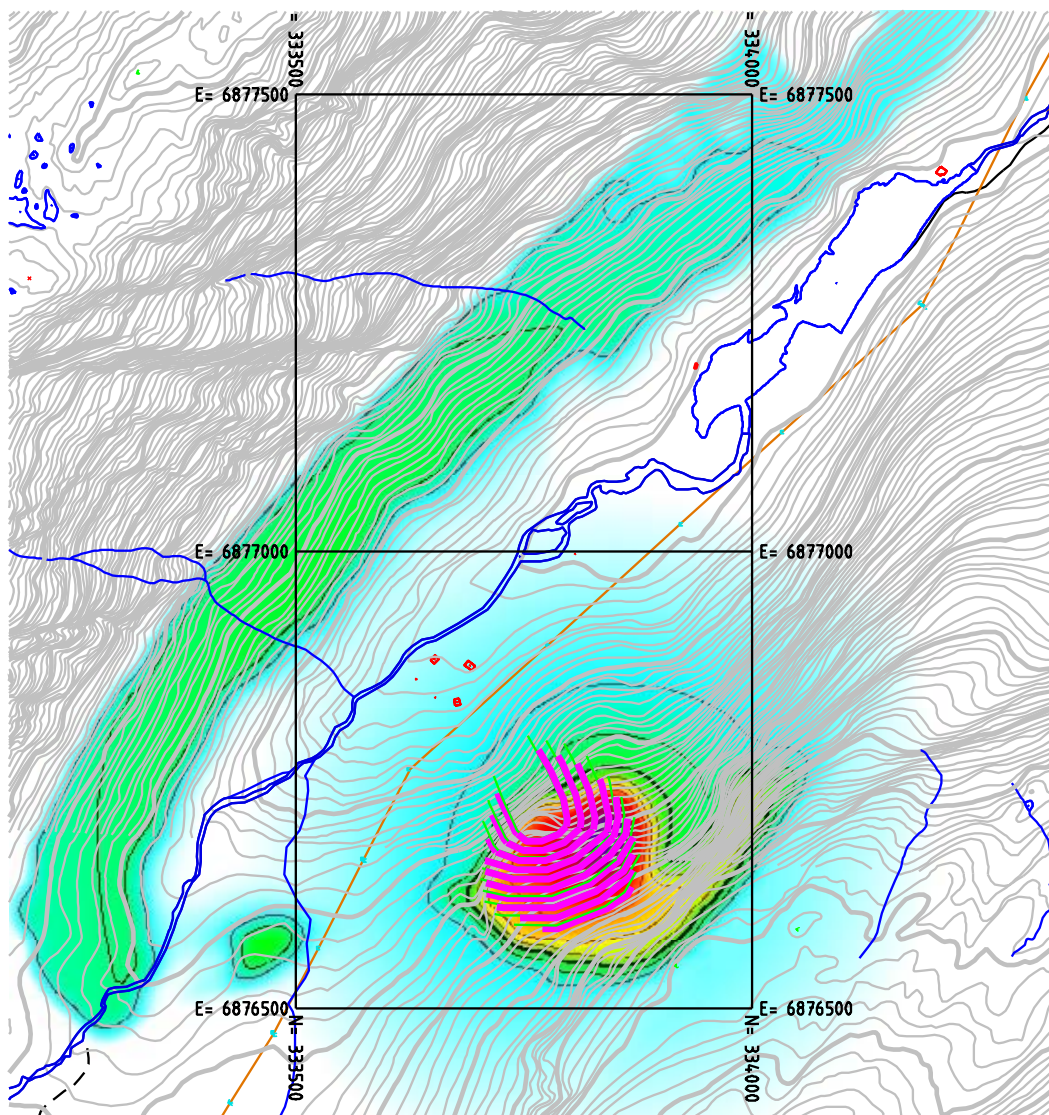 = 333500
= 334000
E= 6877500
E= 6877500
E= 6877000
E= 6877000
E= 6876500
E= 6876500
N= 333500
N= 334000